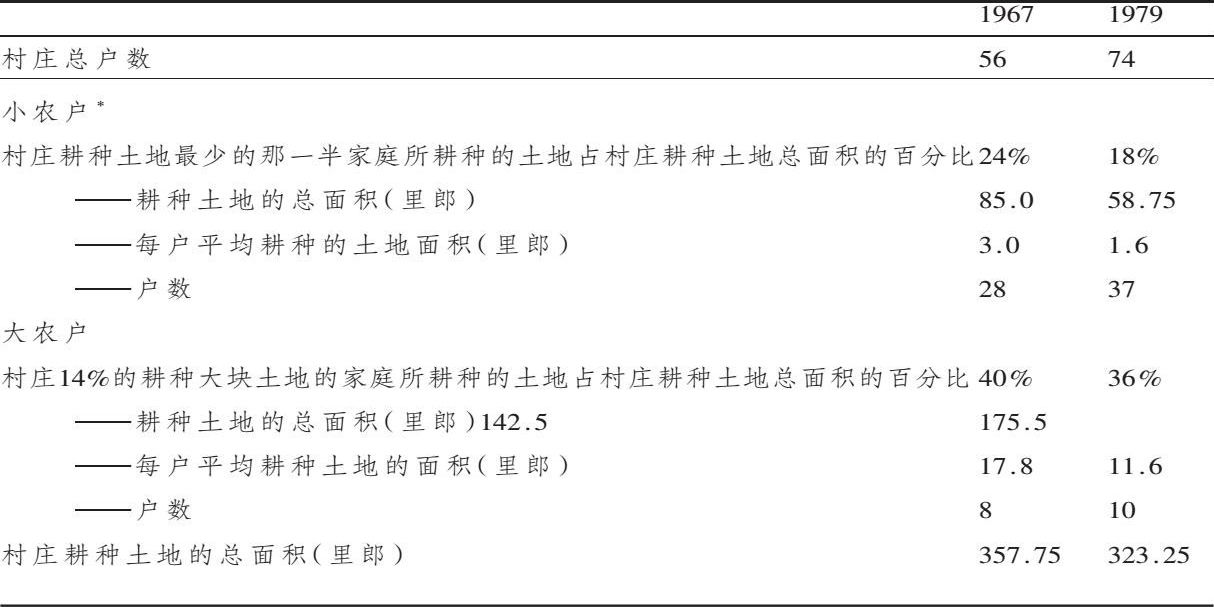 1967 1979
村庄总户数 56 74
小农户*
村庄耕种土地最少的那一半家庭所耕种的土地占村庄耕种土地总面积的百分比 24% 18%
——耕种土地的总面积(里郎) 85.0 58.75
——每户平均耕种的土地面积(里郎) 3.0 1.6
——户数 28 37
大农户
村庄14%的耕种大块土地的家庭所耕种的土地占村庄耕种土地总面积的百分比 40% 36%
——耕种土地的总面积(里郎)142.5 175.5
——每户平均耕种土地的面积(里郎) 17.8 11.6
——户数 8 10
村庄耕种土地的总面积(里郎) 357.75 323.25